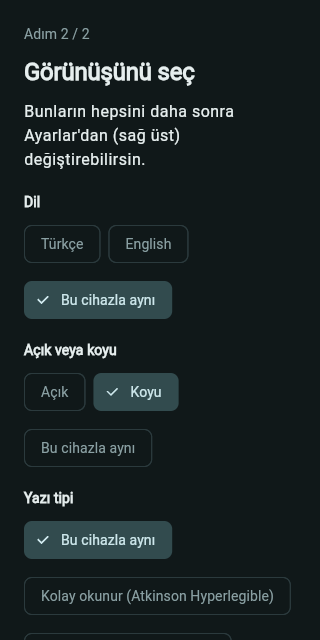 Adım 2 / 2
Görünüşünü seç
Bunların hepsini daha sonra
Ayarlar'dan (sağ üst)
değiştirebilirsin.
Dil
Türkçe English
Bu cihazla aynı
Açık veya koyu
Açık Koyu
Bu cihazla aynı
Yazı tipi
Bu cihazla aynı
Kolay okunur (Atkinson Hyperlegible)